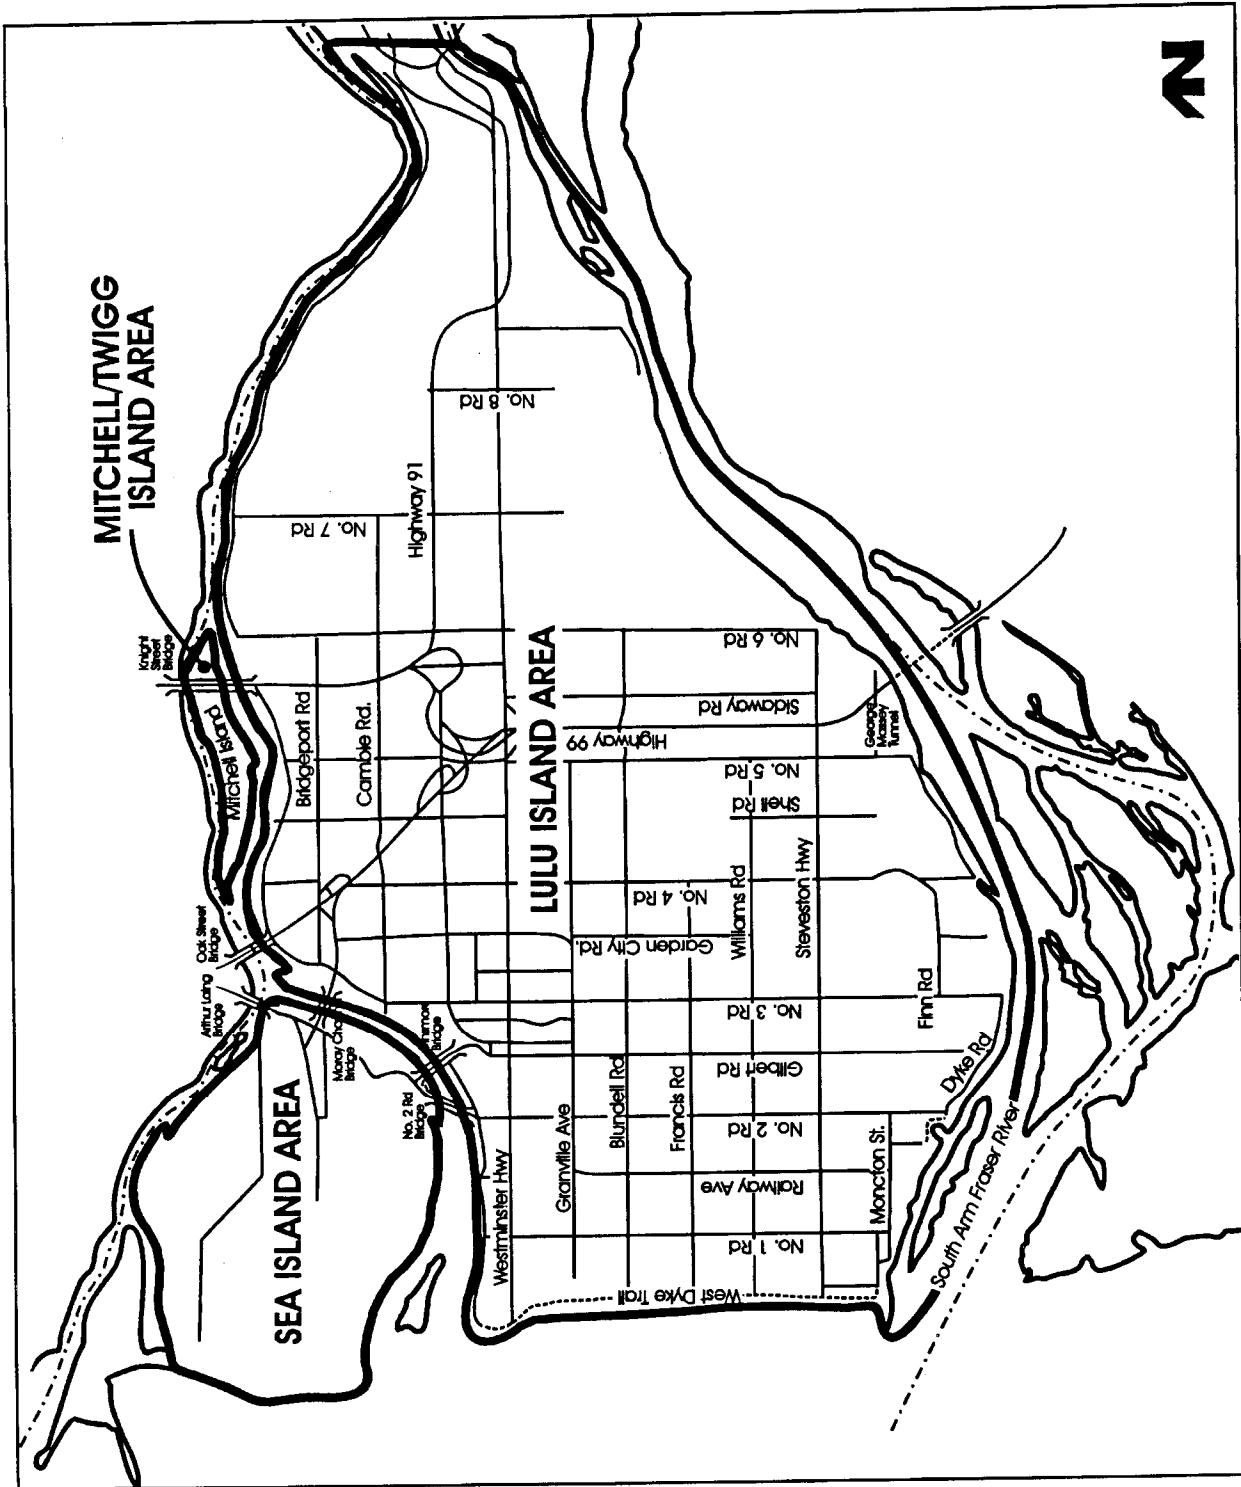 N
MITCHELL/TWIGG
ISLAND AREA
No. 8 Rd
Highway 91
No. 7 Rd
Knight
Street
Bridge
Mitchell Island
Bridgeport Rd
Cambie Rd.
LULU ISLAND AREA
No. 6 Rd
Sidaway Rd
Highway 99
George
Massey
Tunnel
No. 5 Rd
Shell Rd
No. 4 Rd
Williams Rd
Steveston Hwy
Garden City Rd.
Oak Street
Bridge
Arthur Laing
Bridge
Moray
Bridge
Bridge
No. 2 Rd
Bridge
No. 3 Rd
Finn Rd
Gilbert Rd
Dyke Rd
Blundell Rd
Francis Rd
Granville Ave
No. 2 Rd
Moncton St.
Railway Ave
Westminster Hwy
No. 1 Rd
South Arm Fraser River
West Dyke Trail
SEA ISLAND AREA